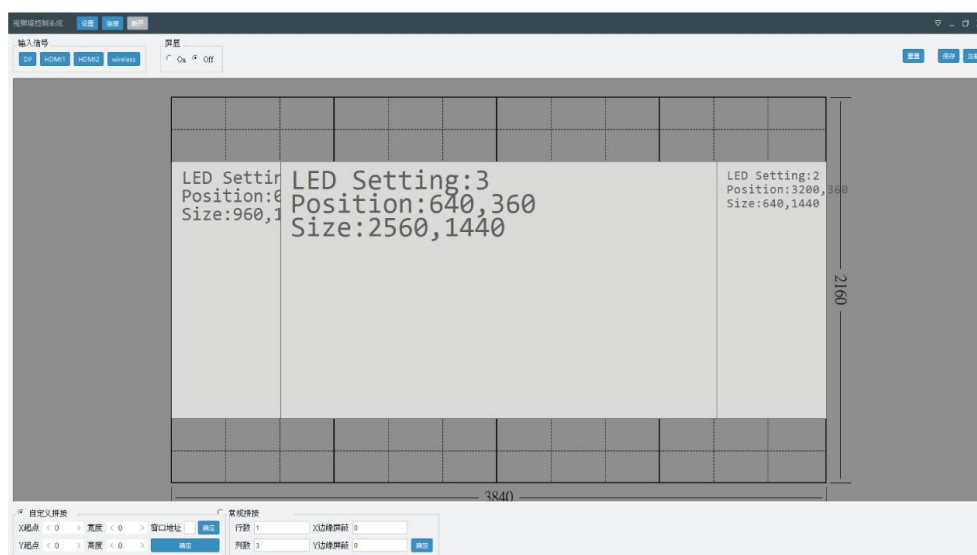 视频墙控制系统 设置 连接 断开
输入信号
DP HDMI1 HDMI2 wireless
屏显
On Off
重置 保存
LED Settin
Position:0
Size:960,1
LED Setting:3
Position:640,360
Size:2560,1440
LED Setting:2
Position:3200,360
Size:640,1440
2160
3840
自定义拼接
X起点 < 0 > 宽度 < 0 > 窗口地址 确定
Y起点 < 0 > 高度 < 0 > 确定
常规拼接
行数 1 X边缘屏蔽 0
列数 3 Y边缘屏蔽 0 确定